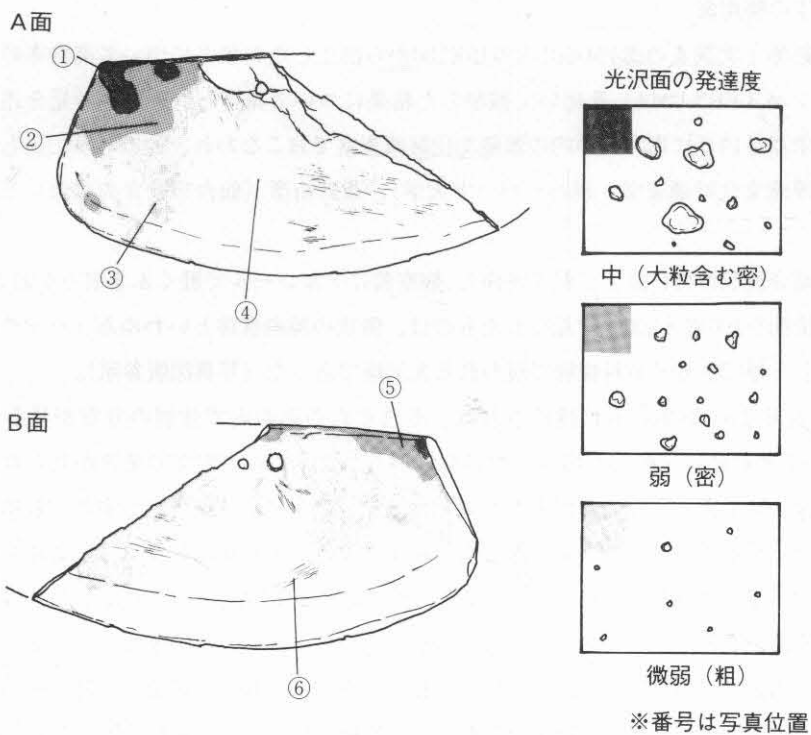 A面
①
②
③
④
B面
⑤
⑥
光沢面の発達度
中（大粒含む密）
弱（密）
微弱（粗）
※番号は写真位置